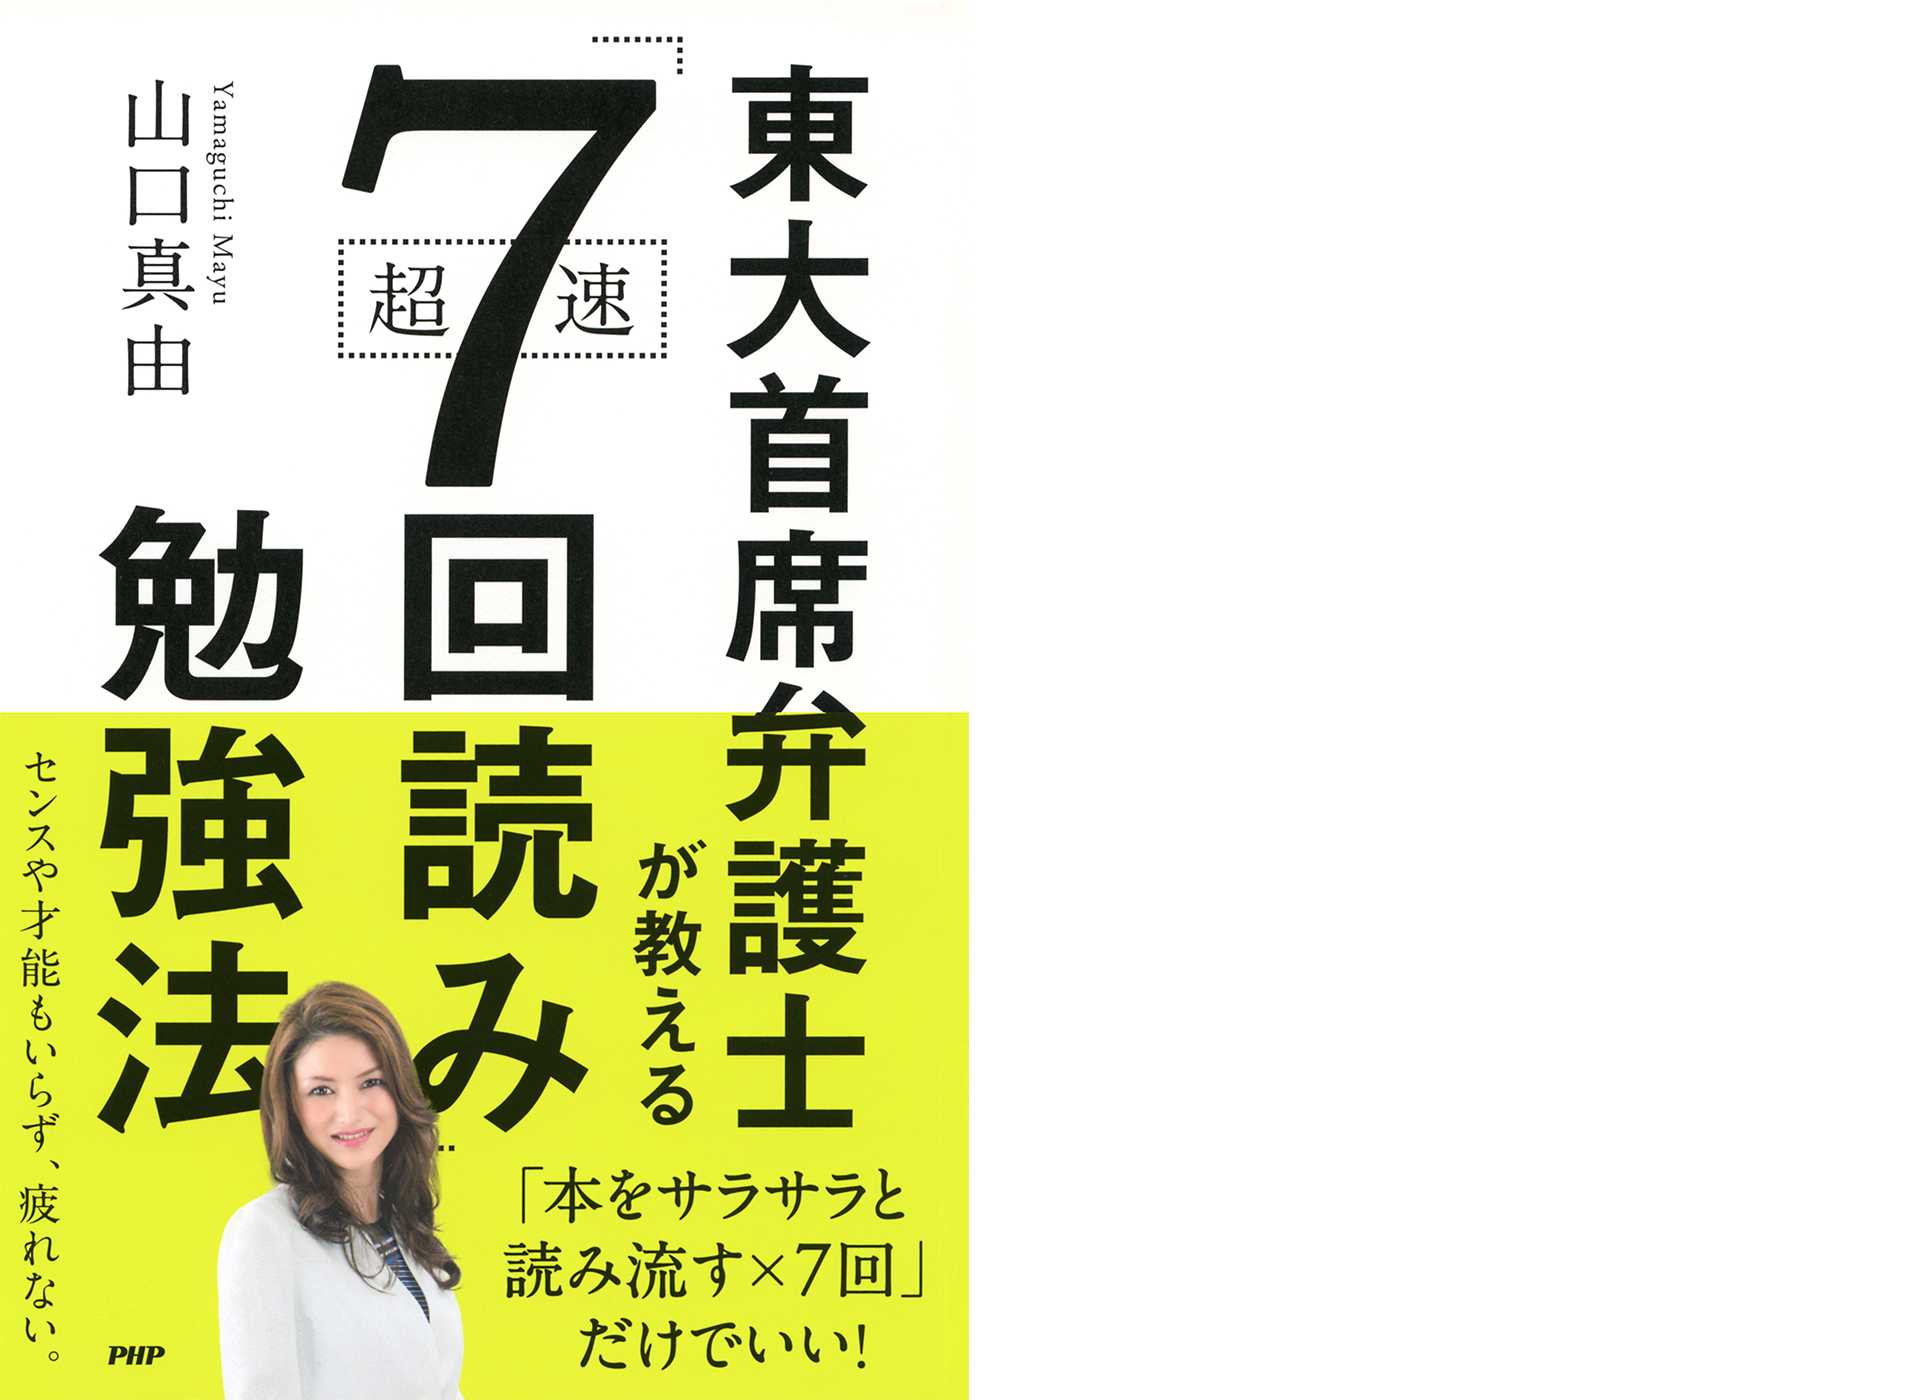 東大首席弁護士
が教える
超速
「7回読み」
勉強法
山口真由
Yamaguchi Mayu
「本をサラサラと
読み流す×7回」
だけでいい!
センスや才能もいらず、疲れない。
PHP